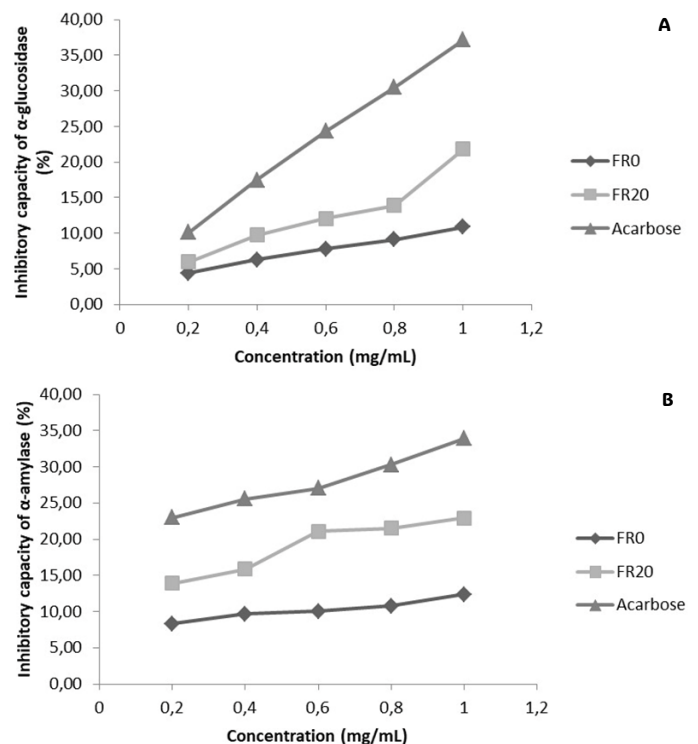 A
40,00
35,00
30,00
25,00
20,00
15,00
10,00
5,00
0,00
Inhibitory capacity of α-glucosidase
(%)
0 0,2 0,4 0,6 0,8 1 1,2
Concentration (mg/mL)
FR0
FR20
Acarbose
B
40,00
35,00
30,00
25,00
20,00
15,00
10,00
5,00
0,00
Inhibitory capacity of α-amylase (%)
0 0,2 0,4 0,6 0,8 1 1,2
Concentration (mg/mL)
FR0
FR20
Acarbose